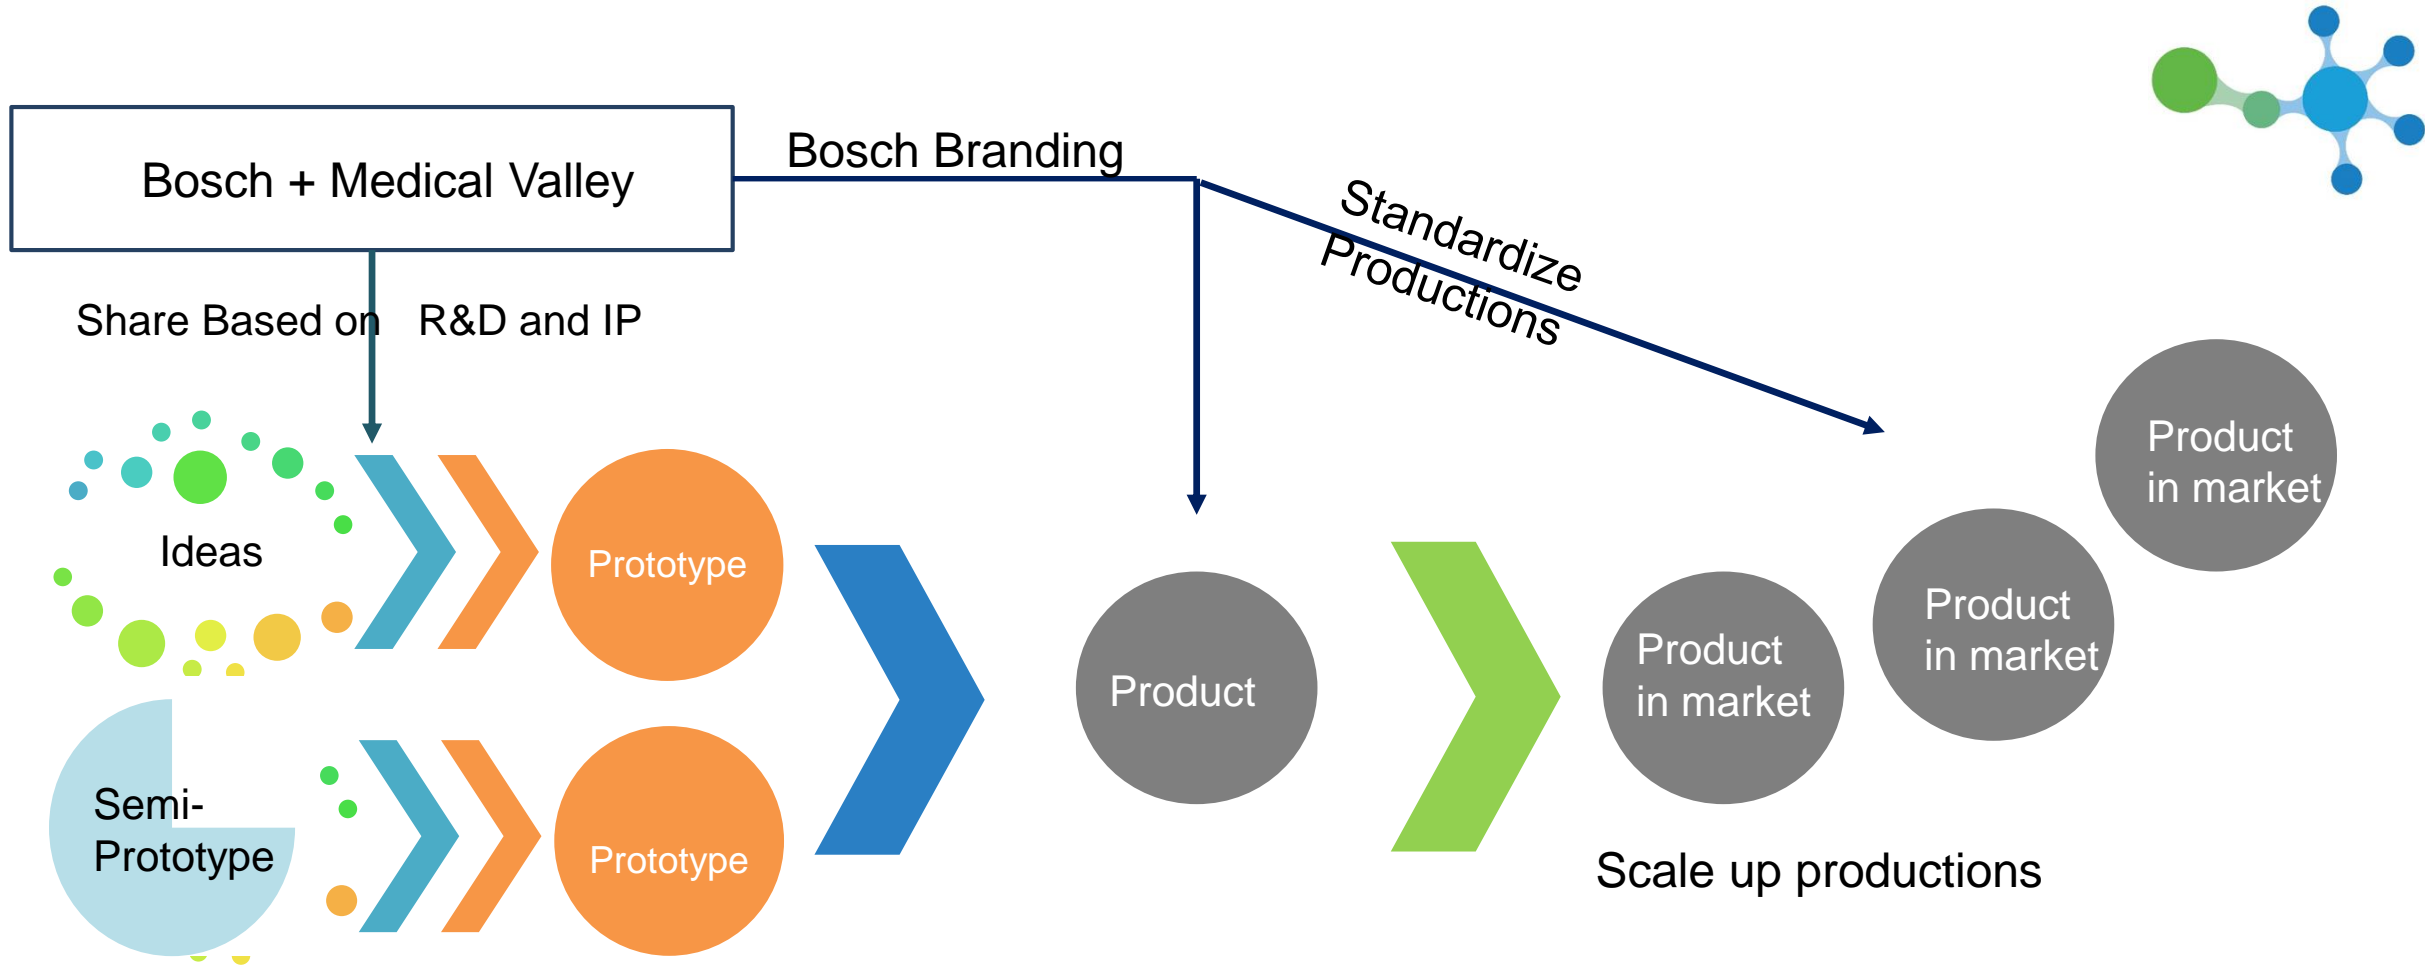 Bosch + Medical Valley
Bosch Branding
Standardize
Productions
Share Based on R&D and IP
Ideas
Prototype
Semi-
Prototype
Prototype
Product
Product
in market
Product
in market
Product
in market
Scale up productions